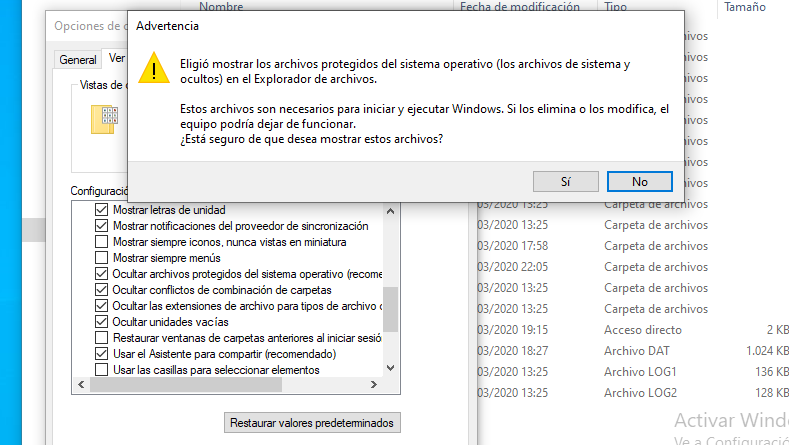 Nombre
Fecha de modificación
Tipo
Tamaño
Opciones de
Advertencia
General
Ver
Vistas de
Eligió mostrar los archivos protegidos del sistema operativo (los archivos de sistema y
ocultos) en el Explorador de archivos.
Estos archivos son necesarios para iniciar y ejecutar Windows. Si los elimina o los modifica, el
equipo podría dejar de funcionar.
¿Está seguro de que desea mostrar estos archivos?
Sí
No
Mostrar letras de unidad
Mostrar notificaciones del proveedor de sincronización
Mostrar siempre iconos, nunca vistas en miniatura
Mostrar siempre menús
Ocultar archivos protegidos del sistema operativo (recome
Ocultar conflictos de combinación de carpetas
Ocultar las extensiones de archivo para tipos de archivo c
Ocultar unidades vacías
Restaurar ventanas de carpetas anteriores al iniciar sesió
Usar el Asistente para compartir (recomendado)
Usar las casillas para seleccionar elementos
Restaurar valores predeterminados
03/2020 13:25 Carpeta de archivos
03/2020 13:25 Carpeta de archivos
03/2020 17:58 Carpeta de archivos
03/2020 22:05 Carpeta de archivos
03/2020 13:25 Carpeta de archivos
03/2020 13:25 Carpeta de archivos
03/2020 19:15 Acceso directo 2 KB
03/2020 18:27 Archivo DAT 1.024 KB
03/2020 13:25 Archivo LOG1 136 KB
03/2020 13:25 Archivo LOG2 128 KB
Activar Wind
Ve a Configuració